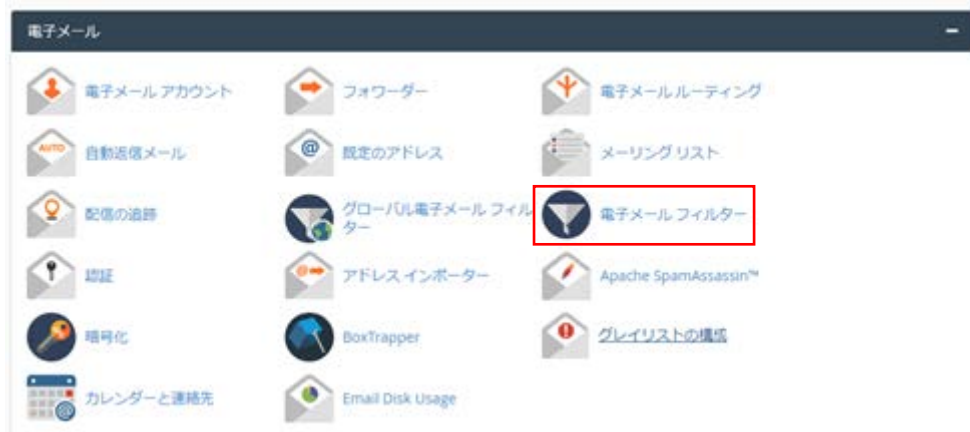 電子メール
電子メール アカウント
フォワーダー
電子メール ルーティング
AUTO
自動返信メール
既定のアドレス
メーリング リスト
配信の追跡
グローバル電子メール フィル
ター
電子メール フィルター
認証
アドレス インポーター
Apache SpamAssassin™
暗号化
BoxTrapper
グレイリストの構成
カレンダーと連絡先
Email Disk Usage